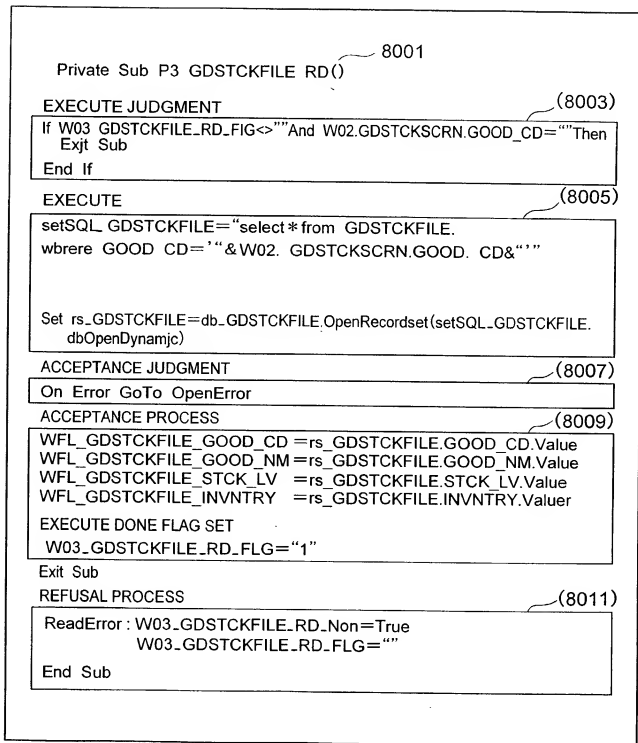 8001
Private Sub P3 GDSTCKFILE RD()
EXECUTE JUDGMENT (8003)
If W03 GDSTCKFILE_RD_FIG<>""And W02.GDSTCKSCRN.GOOD_CD=""Then
Exjt Sub
End If
EXECUTE (8005)
setSQL_GDSTCKFILE="select*from GDSTCKFILE.
wbrere GOOD CD='"&W02. GDSTCKSCRN.GOOD. CD&"'"
Set rs_GDSTCKFILE=db_GDSTCKFILE.OpenRecordset(setSQL_GDSTCKFILE.
dbOpenDynamjc)
ACCEPTANCE JUDGMENT (8007)
On Error GoTo OpenError
ACCEPTANCE PROCESS (8009)
WFL_GDSTCKFILE_GOOD_CD=rs_GDSTCKFILE.GOOD_CD.Value
WFL_GDSTCKFILE_GOOD_NM=rs_GDSTCKFILE.GOOD_NM.Value
WFL_GDSTCKFILE_STCK_LV =rs_GDSTCKFILE.STCK_LV.Value
WFL_GDSTCKFILE_INVNTRY =rs_GDSTCKFILE.INVNTRY.Valuer
EXECUTE DONE FLAG SET
W03_GDSTCKFILE_RD_FLG="1"
Exit Sub
REFUSAL PROCESS (8011)
ReadError : W03_GDSTCKFILE_RD_Non=True
W03_GDSTCKFILE_RD_FLG=""
End Sub